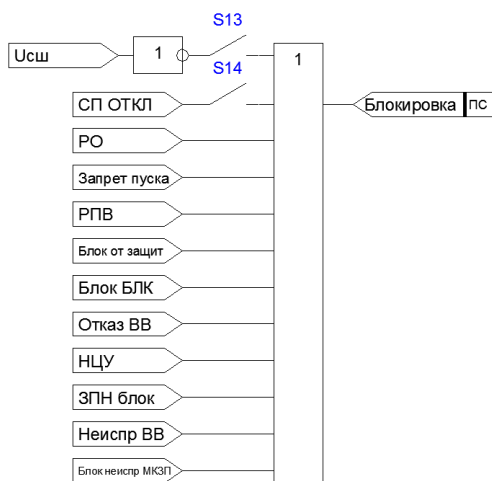 S13
Uсш
1
1
S14
СП ОТКЛ
Блокировка ПС
РО
Запрет пуска
РПВ
Блок от защит
Блок БЛК
Отказ ВВ
НЦУ
ЗПН блок
Неиспр ВВ
Блок неиспр МКЗП